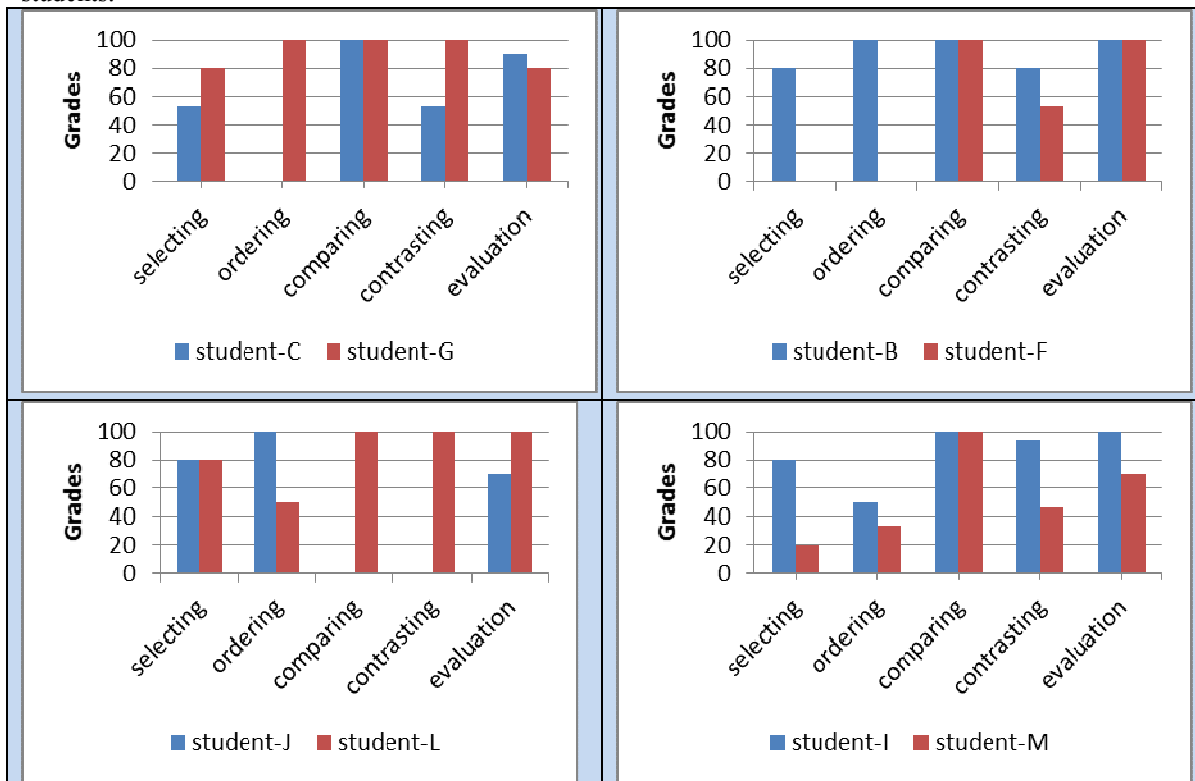 students.
100
80
60
40
20
0
Grades
selecting
ordering
comparing
contrasting
evaluation
student-C student-G
100
80
60
40
20
0
Grades
selecting
ordering
comparing
contrasting
evaluation
student-B student-F
100
80
60
40
20
0
Grades
selecting
ordering
comparing
contrasting
evaluation
student-J student-L
100
80
60
40
20
0
Grades
selecting
ordering
comparing
contrasting
evaluation
student-I student-M